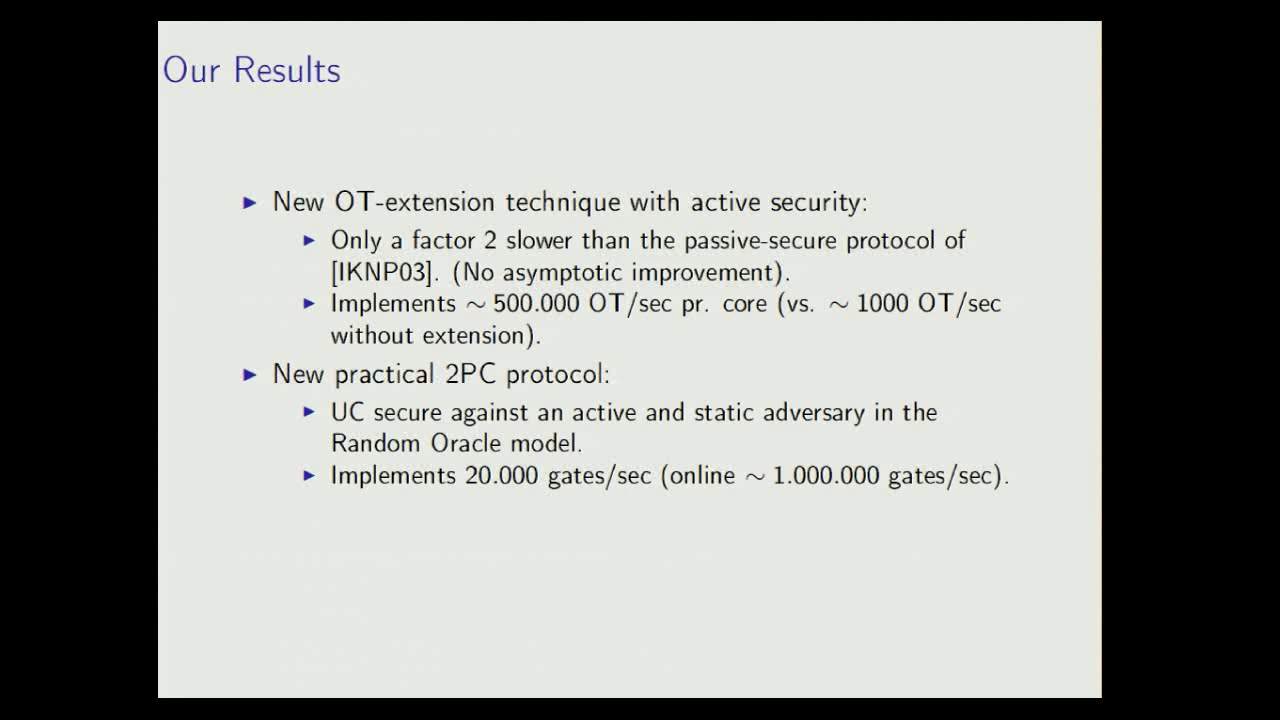 Our Results
► New OT-extension technique with active security:
► Only a factor 2 slower than the passive-secure protocol of
[IKNP03]. (No asymptotic improvement).
► Implements ∼ 500.000 OT/sec pr. core (vs. ∼ 1000 OT/sec
without extension).
► New practical 2PC protocol:
► UC secure against an active and static adversary in the
Random Oracle model.
► Implements 20.000 gates/sec (online ∼ 1.000.000 gates/sec).